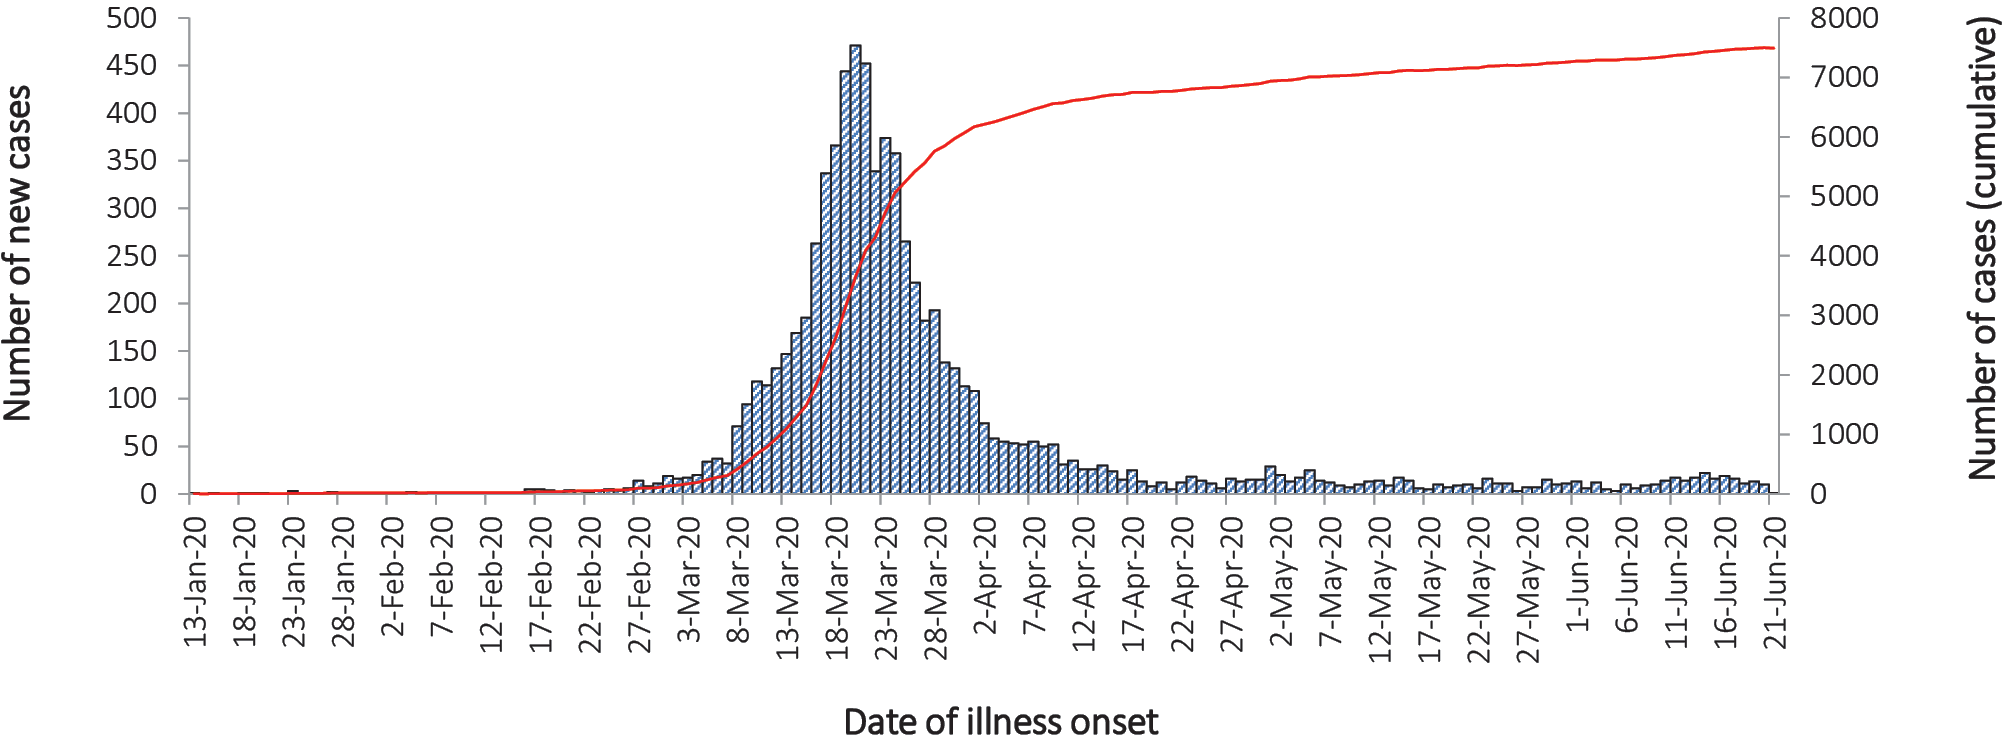 Number of new cases
500
450
400
350
300
250
200
150
100
50
0
8000
7000
6000
5000
4000
3000
2000
1000
0
Number of cases (cumulative)
13-Jan-20
18-Jan-20
23-Jan-20
28-Jan-20
2-Feb-20
7-Feb-20
12-Feb-20
17-Feb-20
22-Feb-20
27-Feb-20
3-Mar-20
8-Mar-20
13-Mar-20
18-Mar-20
23-Mar-20
28-Mar-20
2-Apr-20
7-Apr-20
12-Apr-20
17-Apr-20
22-Apr-20
27-Apr-20
2-May-20
7-May-20
12-May-20
17-May-20
22-May-20
27-May-20
1-Jun-20
6-Jun-20
11-Jun-20
16-Jun-20
21-Jun-20
Date of illness onset